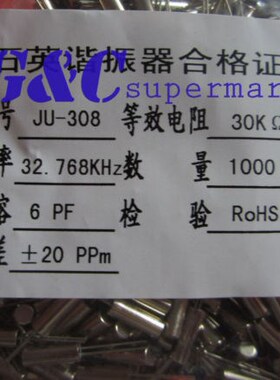 G&C supermar
石英谐振器合格证
号 JU-308 等效电阻 30KΩ
率 32.768KHz 数 量 1000
容 6 PF 检 验 RoHS
差 ±20 PPm